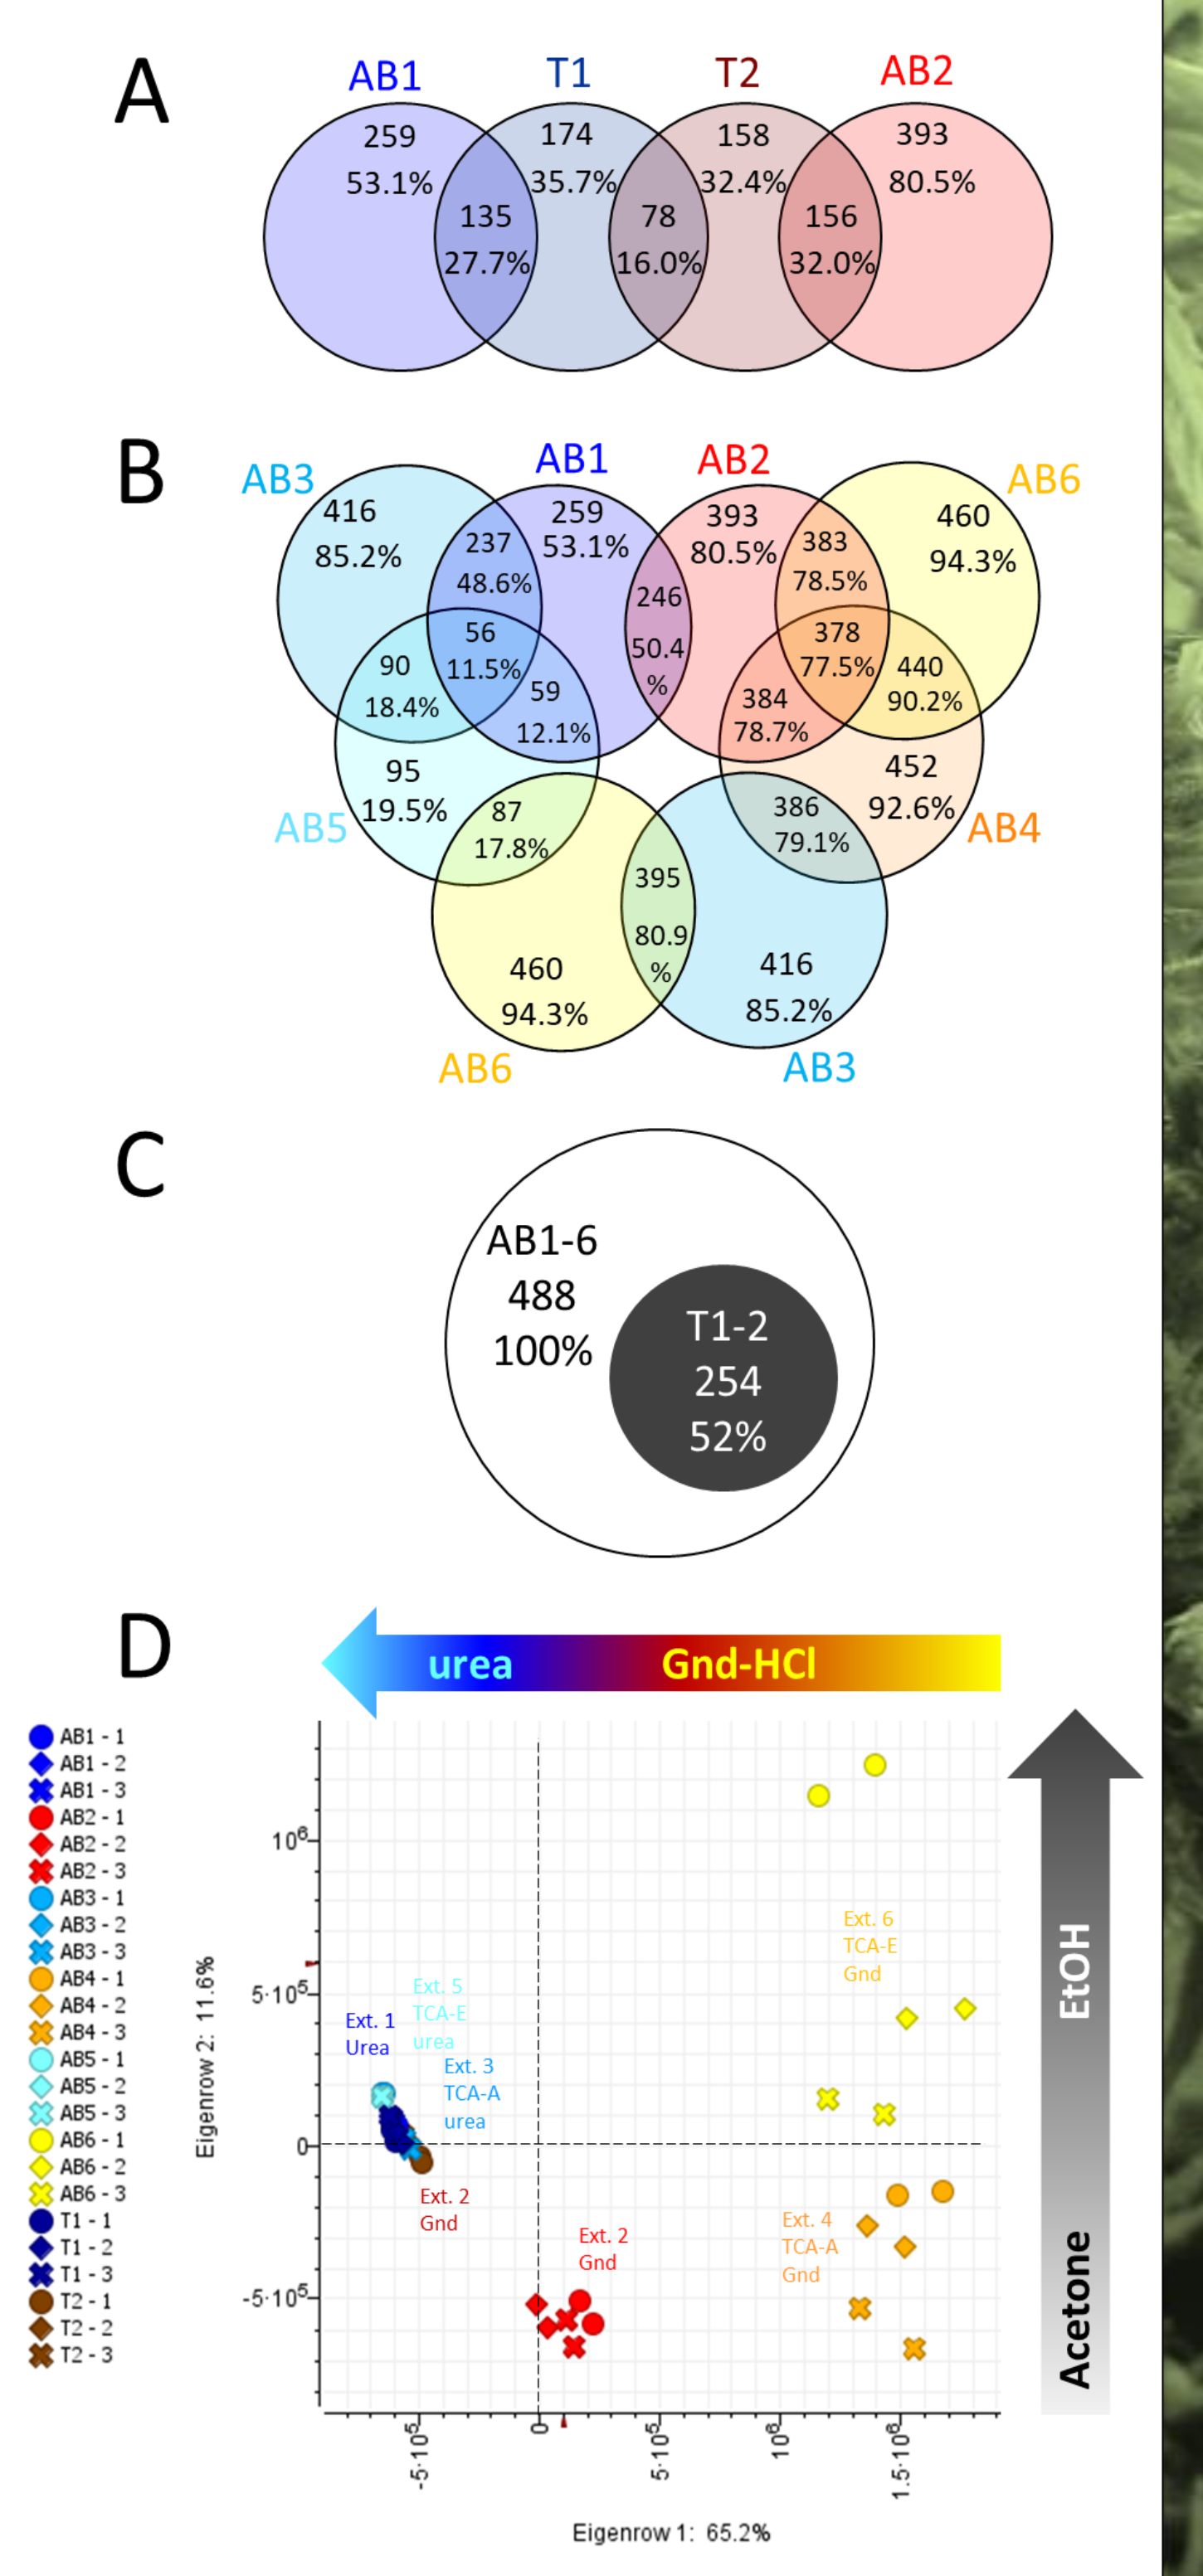 A
AB1
T1
T2
AB2
259
174
158
393
53.1%
35.7%
32.4%
80.5%
135
78
156
27.7%
16.0%
32.0%
B
AB3
AB1
AB2
AB6
416
85.2%
259
53.1%
393
80.5%
460
94.3%
237
48.6%
383
78.5%
246
50.4
%
56
11.5%
378
77.5%
90
18.4%
59
12.1%
384
78.7%
440
90.2%
95
19.5%
AB5
452
92.6%
AB4
87
17.8%
386
79.1%
395
80.9
%
460
94.3%
416
85.2%
AB6
AB3
C
AB1-6
488
100%
T1-2
254
52%
D
urea
Gnd-HCl
AB1 - 1
AB1 - 2
AB1 - 3
AB2 - 1
AB2 - 2
AB2 - 3
AB3 - 1
AB3 - 2
AB3 - 3
AB4 - 1
AB4 - 2
AB4 - 3
AB5 - 1
AB5 - 2
AB5 - 3
AB6 - 1
AB6 - 2
AB6 - 3
T1 - 1
T1 - 2
T1 - 3
T2 - 1
T2 - 2
T2 - 3
Eigenrow 2: 11.6%
10⁶
5·10⁵
0
-5·10⁵
Ext. 6
TCA-E
Gnd
Ext. 5
TCA-E
urea
Ext. 1
Urea
Ext. 3
TCA-A
urea
Ext. 2
Gnd
Ext. 2
Gnd
Ext. 4
TCA-A
Gnd
EtOH
Acetone
-5·10⁵
0
5·10⁵
10⁶
1.5·10⁶
Eigenrow 1: 65.2%